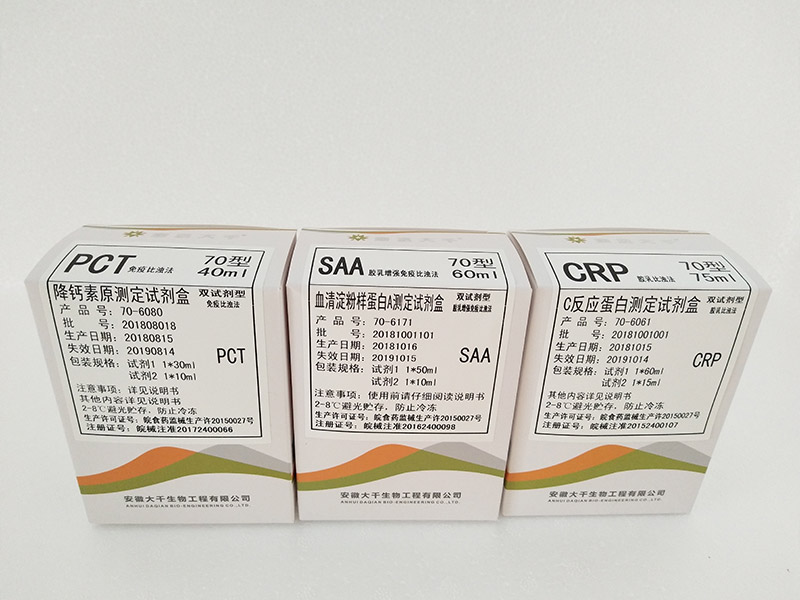 PCT 免疫比浊法 70型 40ml
降钙素原测定试剂盒 双试剂型
免疫比浊法
产品号：70-6080
批 号：201808018
生产日期：20180815
失效日期：20190814
PCT
包装规格：试剂1 1*30ml
试剂2 1*10ml
注意事项：详见说明书
其他内容详见说明书
2-8℃避光贮存，防止冷冻
生产许可证号：皖食药监械生产许20150027号
注册证号：皖械注准20172400066
安徽大千生物工程有限公司
ANHUI DAQIAN BIO-ENGINEERING CO.,LTD.
SAA 胶乳增强免疫比浊法 70型 60ml
血清淀粉样蛋白A测定试剂盒 双试剂型
胶乳增强免疫比浊法
产品号：70-6171
批 号：20181001101
生产日期：20181016
失效日期：20191015
SAA
包装规格：试剂1 1*50ml
试剂2 1*10ml
注意事项：使用前请仔细阅读说明书
其他内容详见说明书
2-8℃避光贮存，防止冷冻
生产许可证号：皖食药监械生产许20150027号
注册证号：皖械注准20162400098
安徽大千生物工程有限公司
ANHUI DAQIAN BIO-ENGINEERING CO.,LTD.
CRP 胶乳比浊法 70型 75ml
C反应蛋白测定试剂盒 双试剂型
胶乳比浊法
产品号：70-6061
批 号：20181001001
生产日期：20181015
失效日期：20191014
CRP
包装规格：试剂1 1*60ml
试剂2 1*15ml
其他内容详见说明书
2-8℃避光贮存，防止冷冻
生产许可证号：皖食药监械生产许20150027号
注册证号：皖械注准20152400107
安徽大千生物工程有限公司
ANHUI DAQIAN BIO-ENGINEERING CO.,LTD.